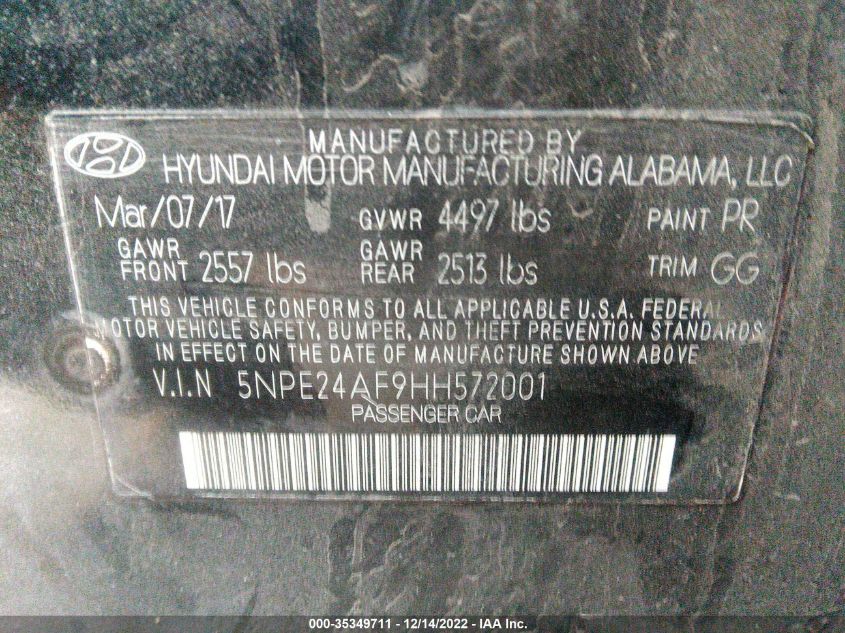 MANUFACTURED BY
HYUNDAI MOTOR MANUFACTURING ALABAMA, LLC
Mar/07/17 GVWR 4497 lbs PAINT PR
GAWR FRONT 2557 lbs GAWR REAR 2513 lbs TRIM GG
THIS VEHICLE CONFORMS TO ALL APPLICABLE U.S.A. FEDERAL
MOTOR VEHICLE SAFETY, BUMPER, AND THEFT PREVENTION STANDARDS
IN EFFECT ON THE DATE OF MANUFACTURE SHOWN ABOVE
V.I.N 5NPE24AF9HH572001
PASSENGER CAR
000-35349711 - 12/14/2022 - IAA Inc.